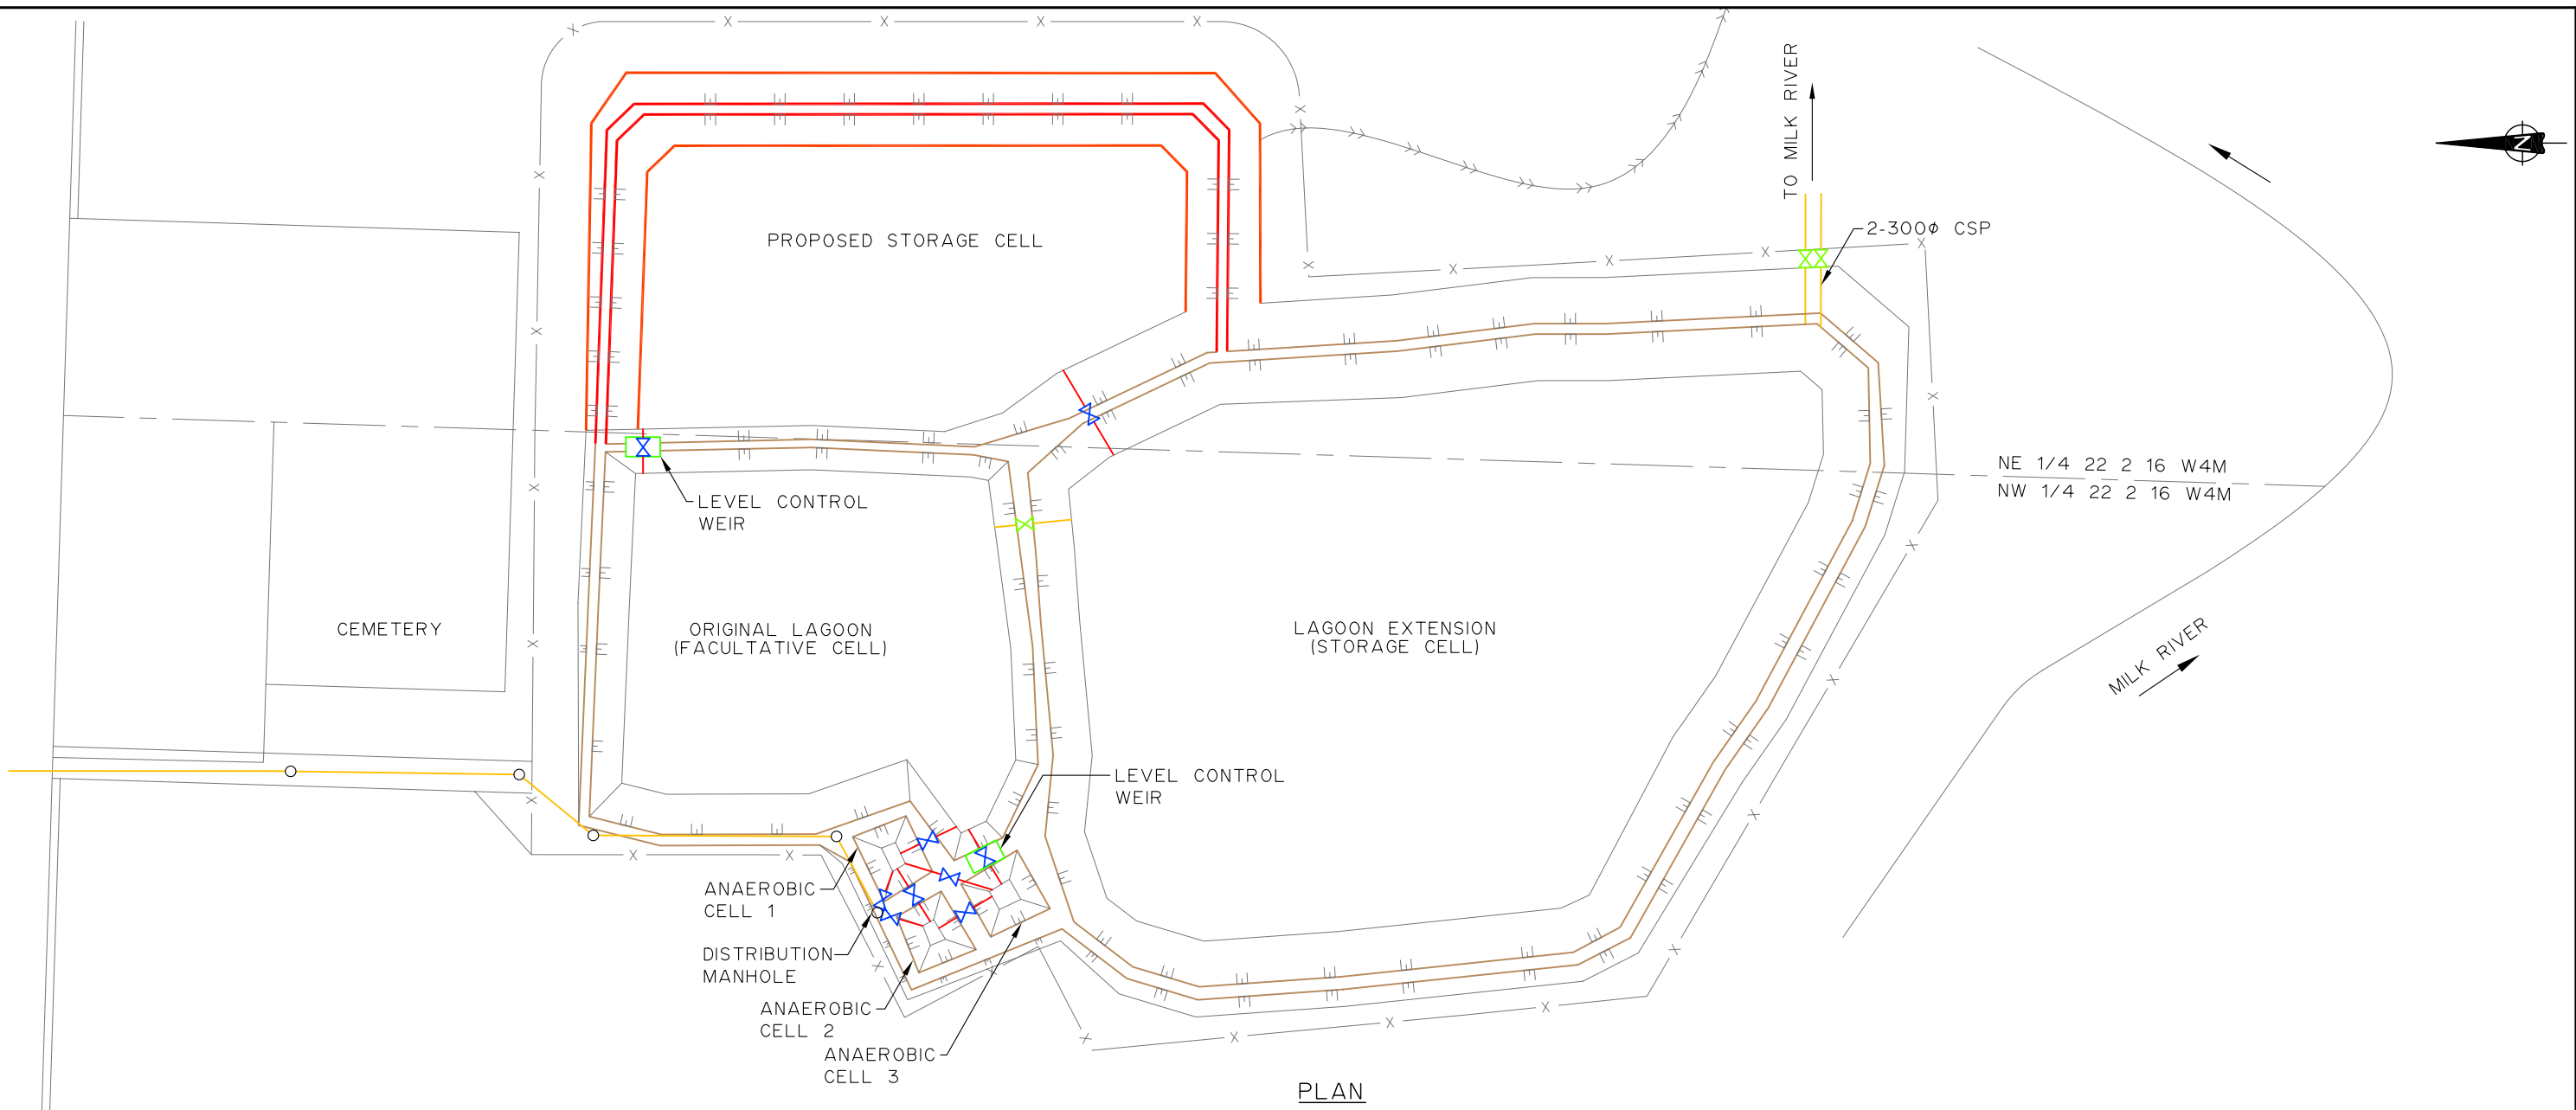 TO MILK RIVER
N
2-300ø CSP
PROPOSED STORAGE CELL
NE 1/4 22 2 16 W4M
NW 1/4 22 2 16 W4M
LEVEL CONTROL
WEIR
CEMETERY
ORIGINAL LAGOON
(FACULTATIVE CELL)
LAGOON EXTENSION
(STORAGE CELL)
MILK RIVER
LEVEL CONTROL
WEIR
ANAEROBIC
CELL 1
DISTRIBUTION
MANHOLE
ANAEROBIC
CELL 2
ANAEROBIC
CELL 3
PLAN